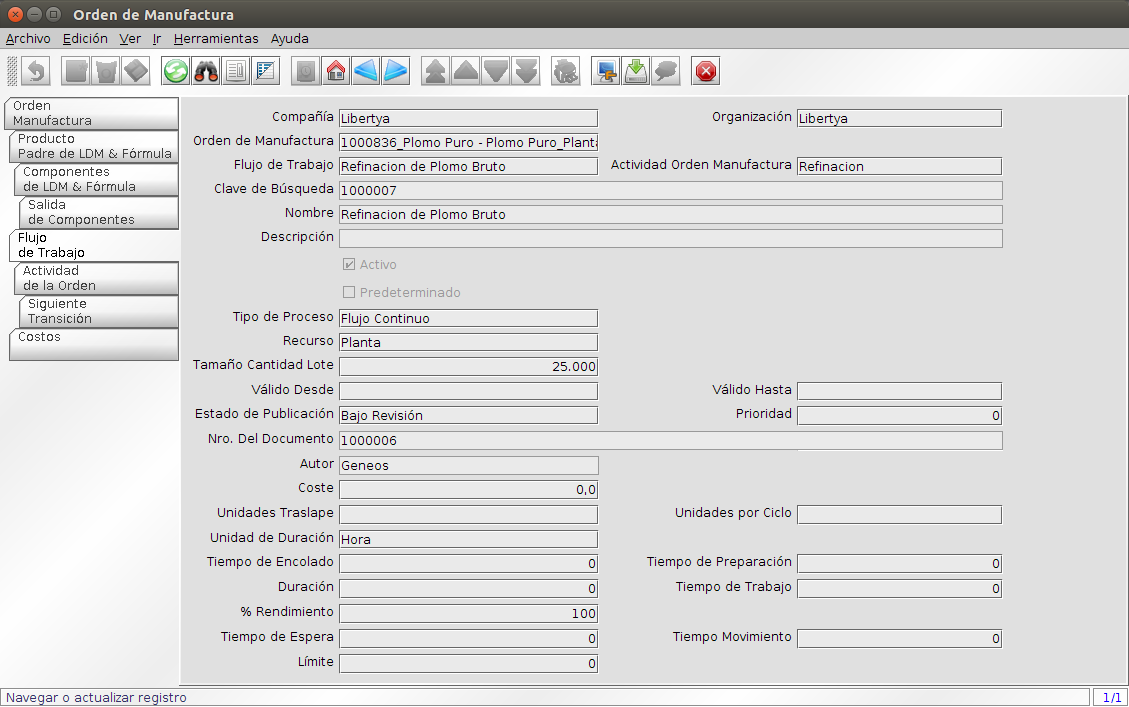 Orden de Manufactura
Archivo Edición Ver Ir Herramientas Ayuda
Orden
Manufactura
Producto
Padre de LDM & Fórmula
Componentes
de LDM & Fórmula
Salida
de Componentes
Flujo
de Trabajo
Actividad
de la Orden
Siguiente
Transición
Costos
Compañía Libertya Organización Libertya
Orden de Manufactura 1000836_Plomo Puro - Plomo Puro_Planta
Flujo de Trabajo Refinacion de Plomo Bruto Actividad Orden Manufactura Refinacion
Clave de Búsqueda 1000007
Nombre Refinacion de Plomo Bruto
Descripción
Activo
Predeterminado
Tipo de Proceso Flujo Continuo
Recurso Planta
Tamaño Cantidad Lote 25.000
Válido Desde Válido Hasta
Estado de Publicación Bajo Revisión Prioridad 0
Nro. Del Documento 1000006
Autor Geneos
Coste 0,0
Unidades Traslape Unidades por Ciclo
Unidad de Duración Hora
Tiempo de Encolado 0 Tiempo de Preparación 0
Duración 0 Tiempo de Trabajo 0
% Rendimiento 100
Tiempo de Espera 0 Tiempo Movimiento 0
Límite 0
Navegar o actualizar registro 1/1